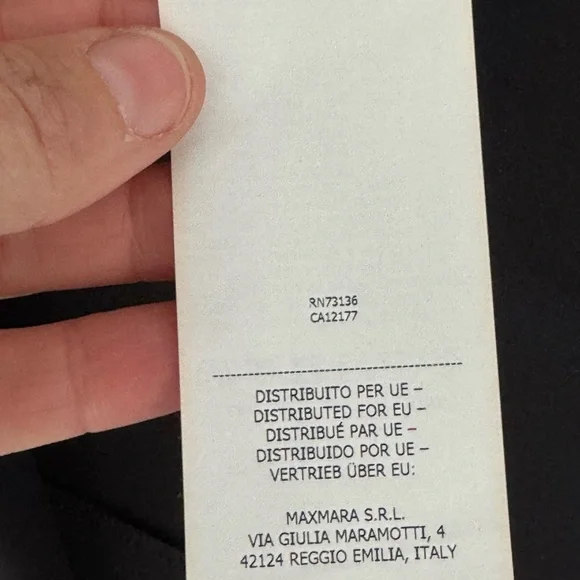 RN73136
CA12177
DISTRIBUITO PER UE –
DISTRIBUTED FOR EU –
DISTRIBUÉ PAR UE –
DISTRIBUIDO POR UE –
VERTRIEB ÜBER EU:
MAXMARA S.R.L.
VIA GIULIA MARAMOTTI, 4
42124 REGGIO EMILIA, ITALY